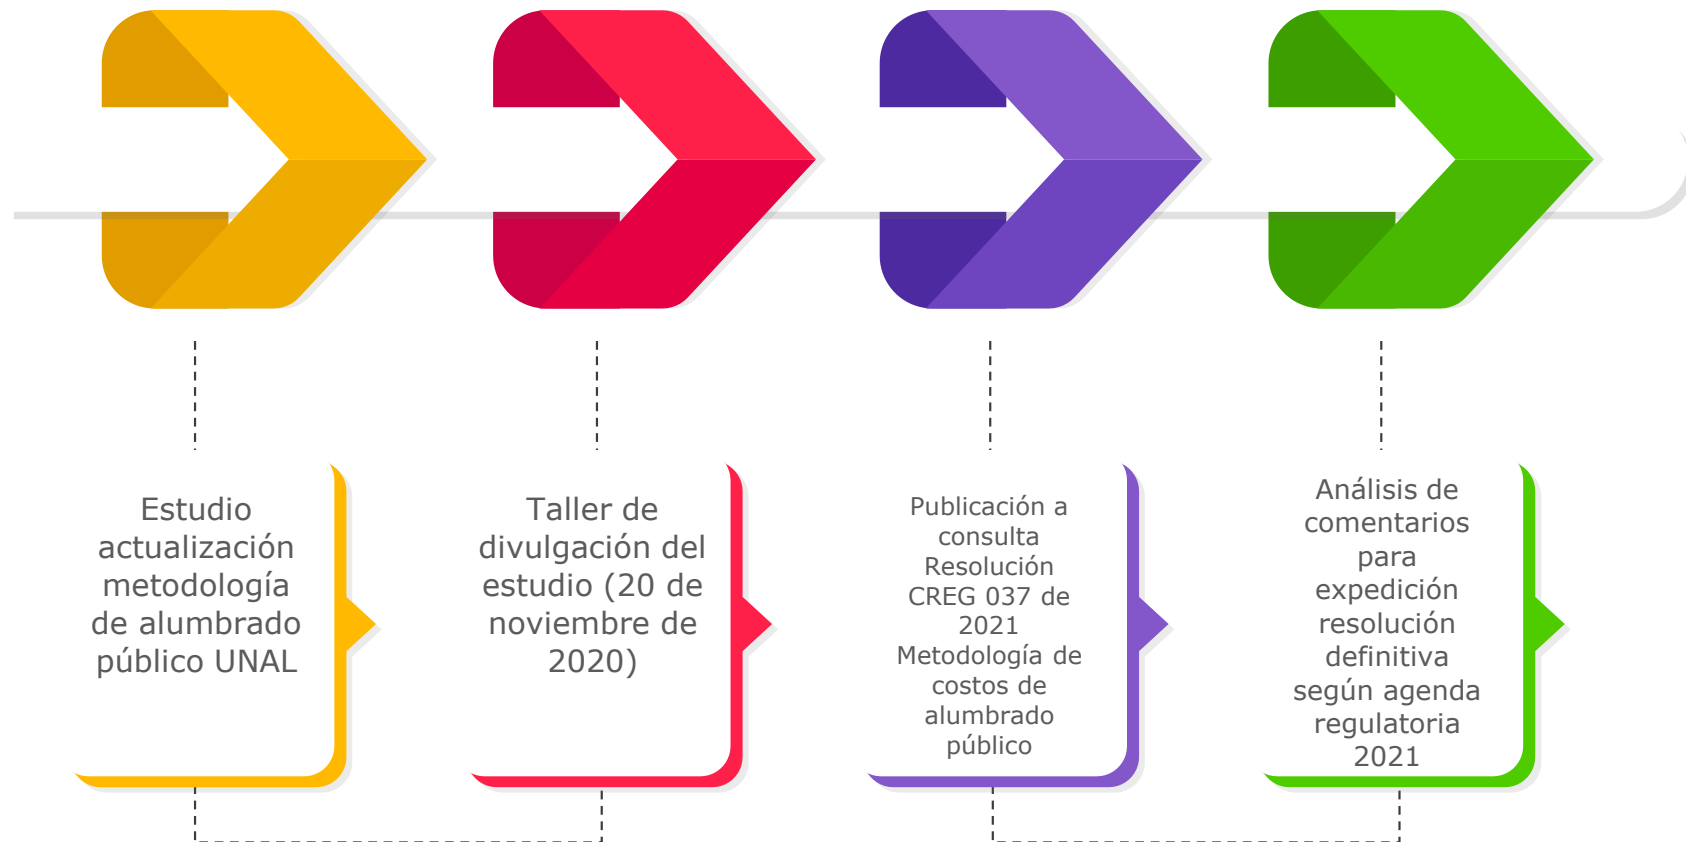 Estudio
actualización
metodología
de alumbrado
público UNAL
Taller de
divulgación del
estudio (20 de
noviembre de
2020)
Publicación a
consulta
Resolución
CREG 037 de
2021
Metodología de
costos de
alumbrado
público
Análisis de
comentarios
para
expedición
resolución
definitiva
según agenda
regulatoria
2021